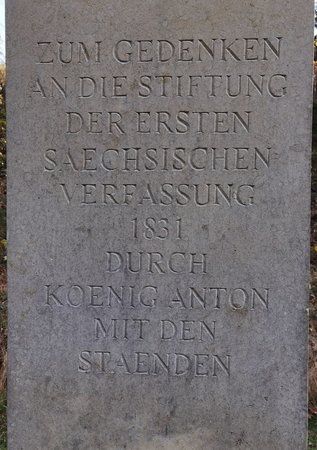 ZUM GEDENKEN
AN DIE STIFTUNG
DER ERSTEN
SAECHSISCHEN
VERFASSUNG
1831
DURCH
KOENIG ANTON
MIT DEN
STAENDEN